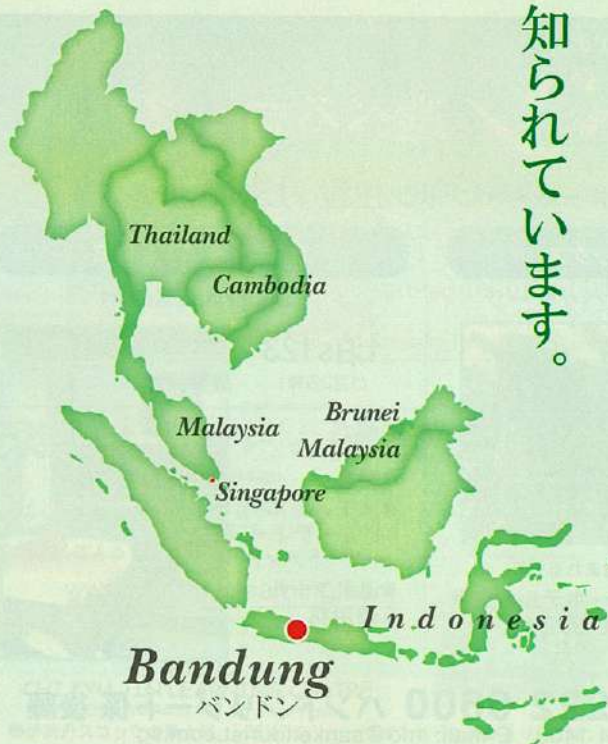 知られています。
Thailand
Cambodia
Brunei
Malaysia
Malaysia
Singapore
Indonesia
Bandung
バンドン